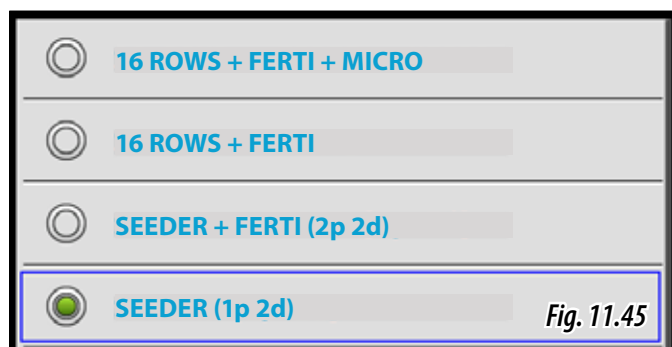 16 ROWS + FERTI + MICRO
16 ROWS + FERTI
SEEDER + FERTI (2p 2d)
SEEDER (1p 2d)
Fig. 11.45